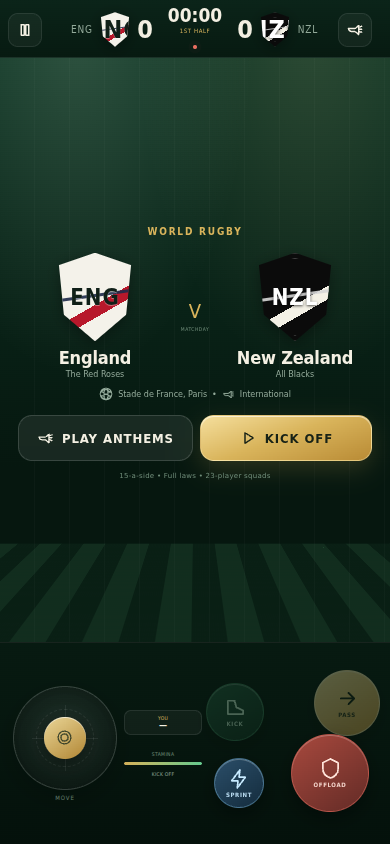 ENG N 0 00:00 0 Z NZL
1ST HALF
WORLD RUGBY
ENG V NZL
MATCHDAY
England New Zealand
The Red Roses All Blacks
Stade de France, Paris • International
PLAY ANTHEMS KICK OFF
15-a-side • Full laws • 23-player squads
YOU
—
KICK
PASS
STAMINA
KICK OFF
SPRINT
OFFLOAD
MOVE